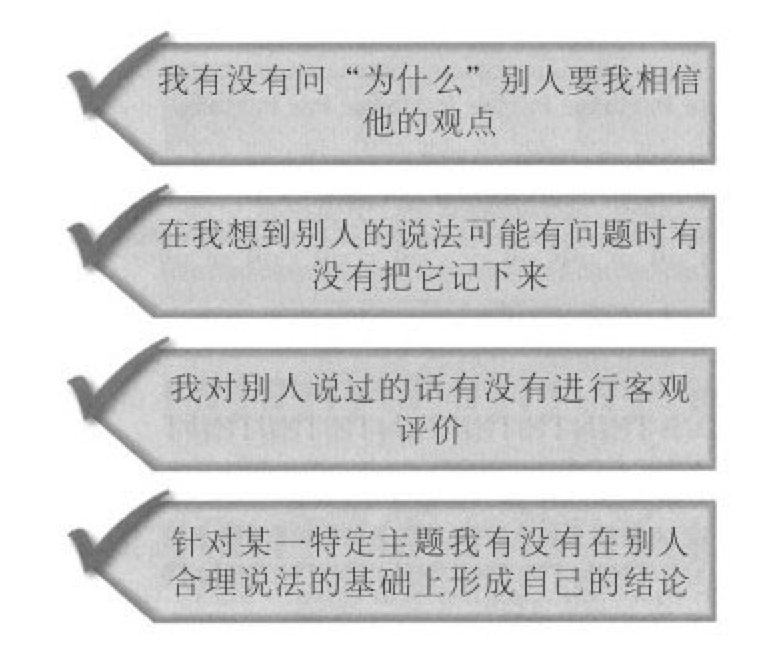 我有没有问“为什么”别人要我相信
他的观点
在我想到别人的说法可能有问题时有
没有把它记下来
我对别人说过的话有没有进行客观
评价
针对某一特定主题我有没有在别人
合理说法的基础上形成自己的结论